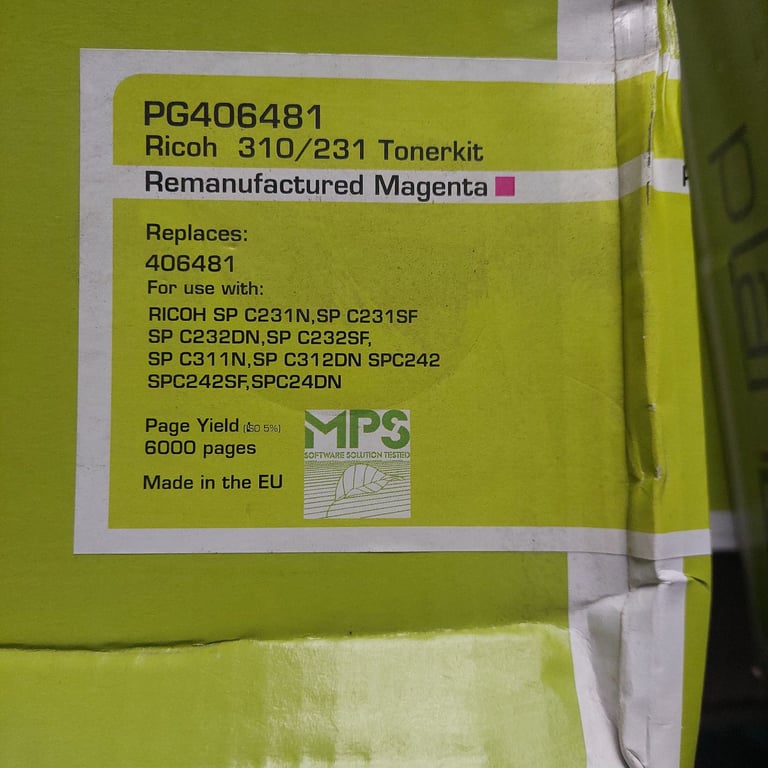 PG406481
Ricoh 310/231 Tonerkit
Remanufactured Magenta
Replaces:
406481
For use with:
RICOH SP C231N,SP C231SF
SP C232DN,SP C232SF,
SP C311N,SP C312DN SPC242
SPC242SF,SPC24DN
Page Yield (ISO 5%)
6000 pages
Made in the EU
MPS
SOFTWARE SOLUTION TESTED